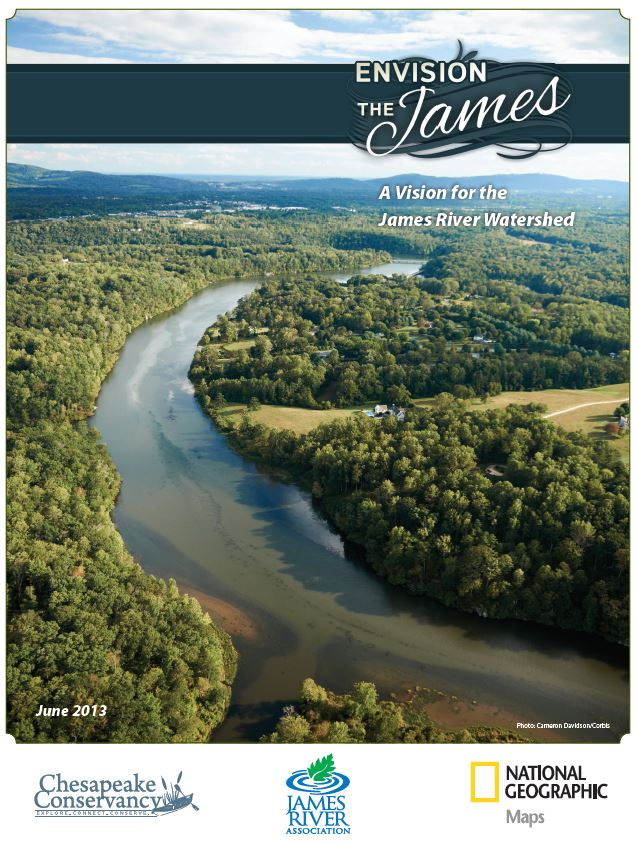 ENVISION
THE James
A Vision for the
James River Watershed
June 2013
Photo: Cameron Davidson/Corbis
Chesapeake
Conservancy
EXPLORE. CONNECT. CONSERVE.
JAMES
RIVER
ASSOCIATION
NATIONAL
GEOGRAPHIC
Maps